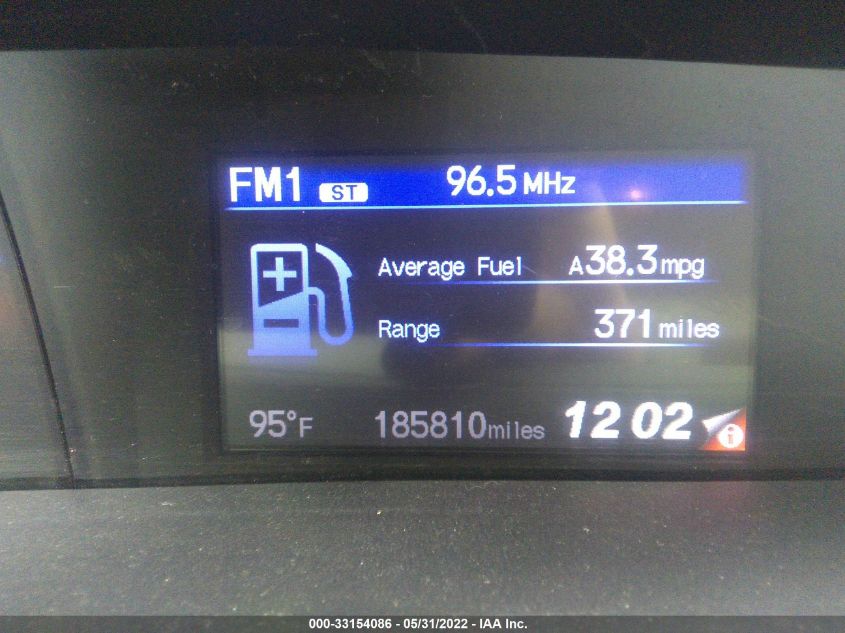 FM1 ST 96.5 MHz
Average Fuel A38.3 mpg
Range 371 miles
95°F 185810 miles 12 02 i
000-33154086 - 05/31/2022 - IAA Inc.